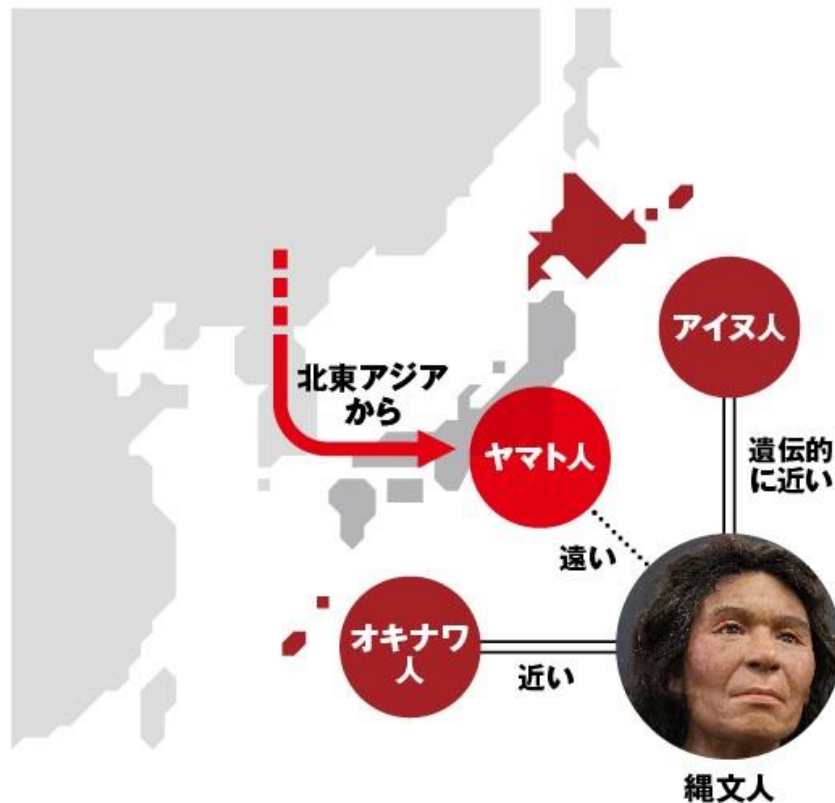 北東アジア
から
アイヌ人
ヤマト人
遺伝的
に近い
遠い
オキナワ
人
近い
縄文人